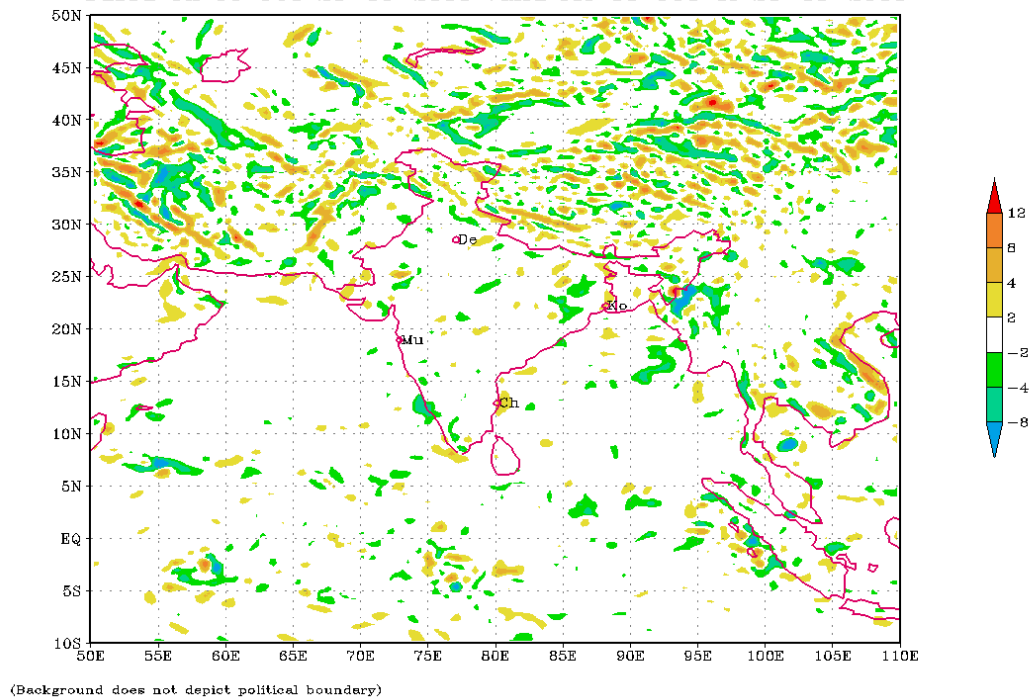 50N
45N
40N
35N
30N
25N
20N
15N
10N
5N
EQ
5S
10S
50E 55E 60E 65E 70E 75E 80E 85E 90E 95E 100E 105E 110E
De
Ko
Mu
Ch
12
8
4
2
-2
-4
-8
(Background does not depict political boundary)